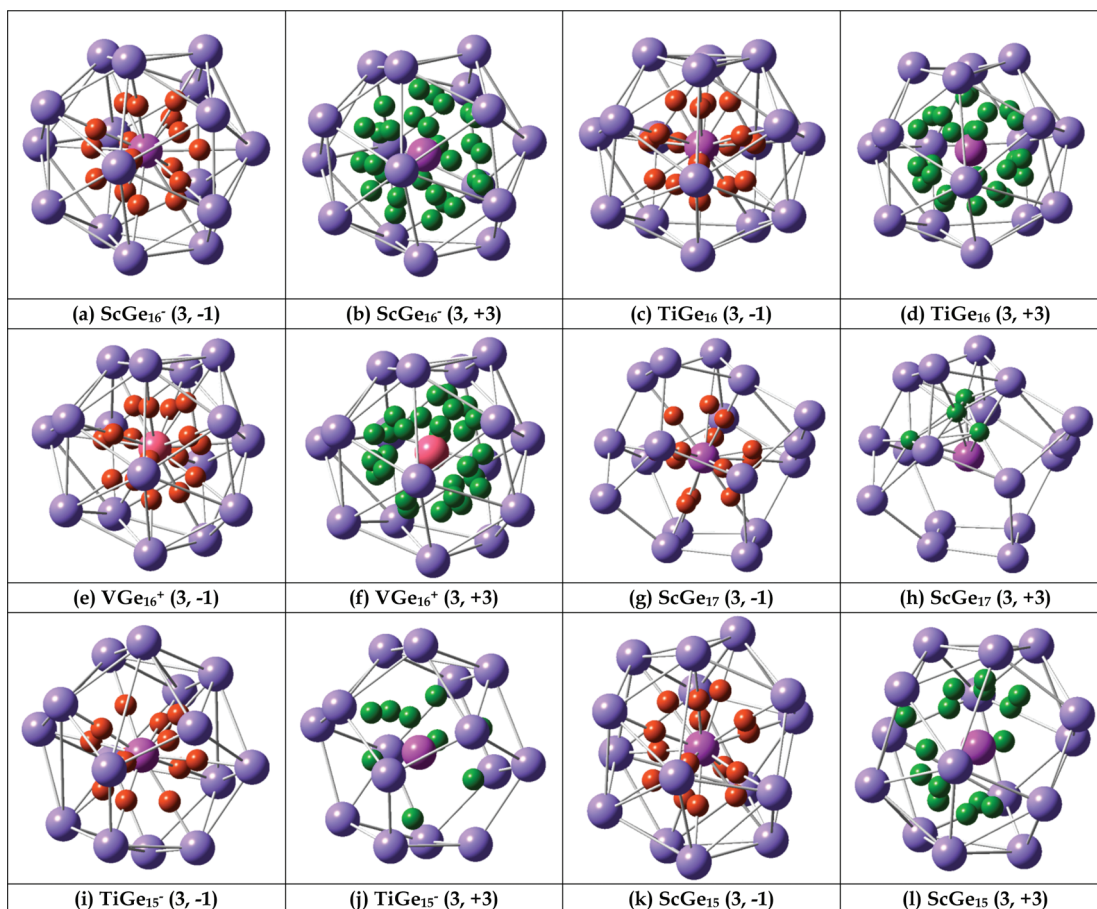 (a) ScGe₁₆⁻ (3, -1)
(b) ScGe₁₆⁻ (3, +3)
(c) TiGe₁₆ (3, -1)
(d) TiGe₁₆ (3, +3)
(e) VGe₁₆⁺ (3, -1)
(f) VGe₁₆⁺ (3, +3)
(g) ScGe₁₇ (3, -1)
(h) ScGe₁₇ (3, +3)
(i) TiGe₁₅⁻ (3, -1)
(j) TiGe₁₅⁻ (3, +3)
(k) ScGe₁₅ (3, -1)
(l) ScGe₁₅ (3, +3)